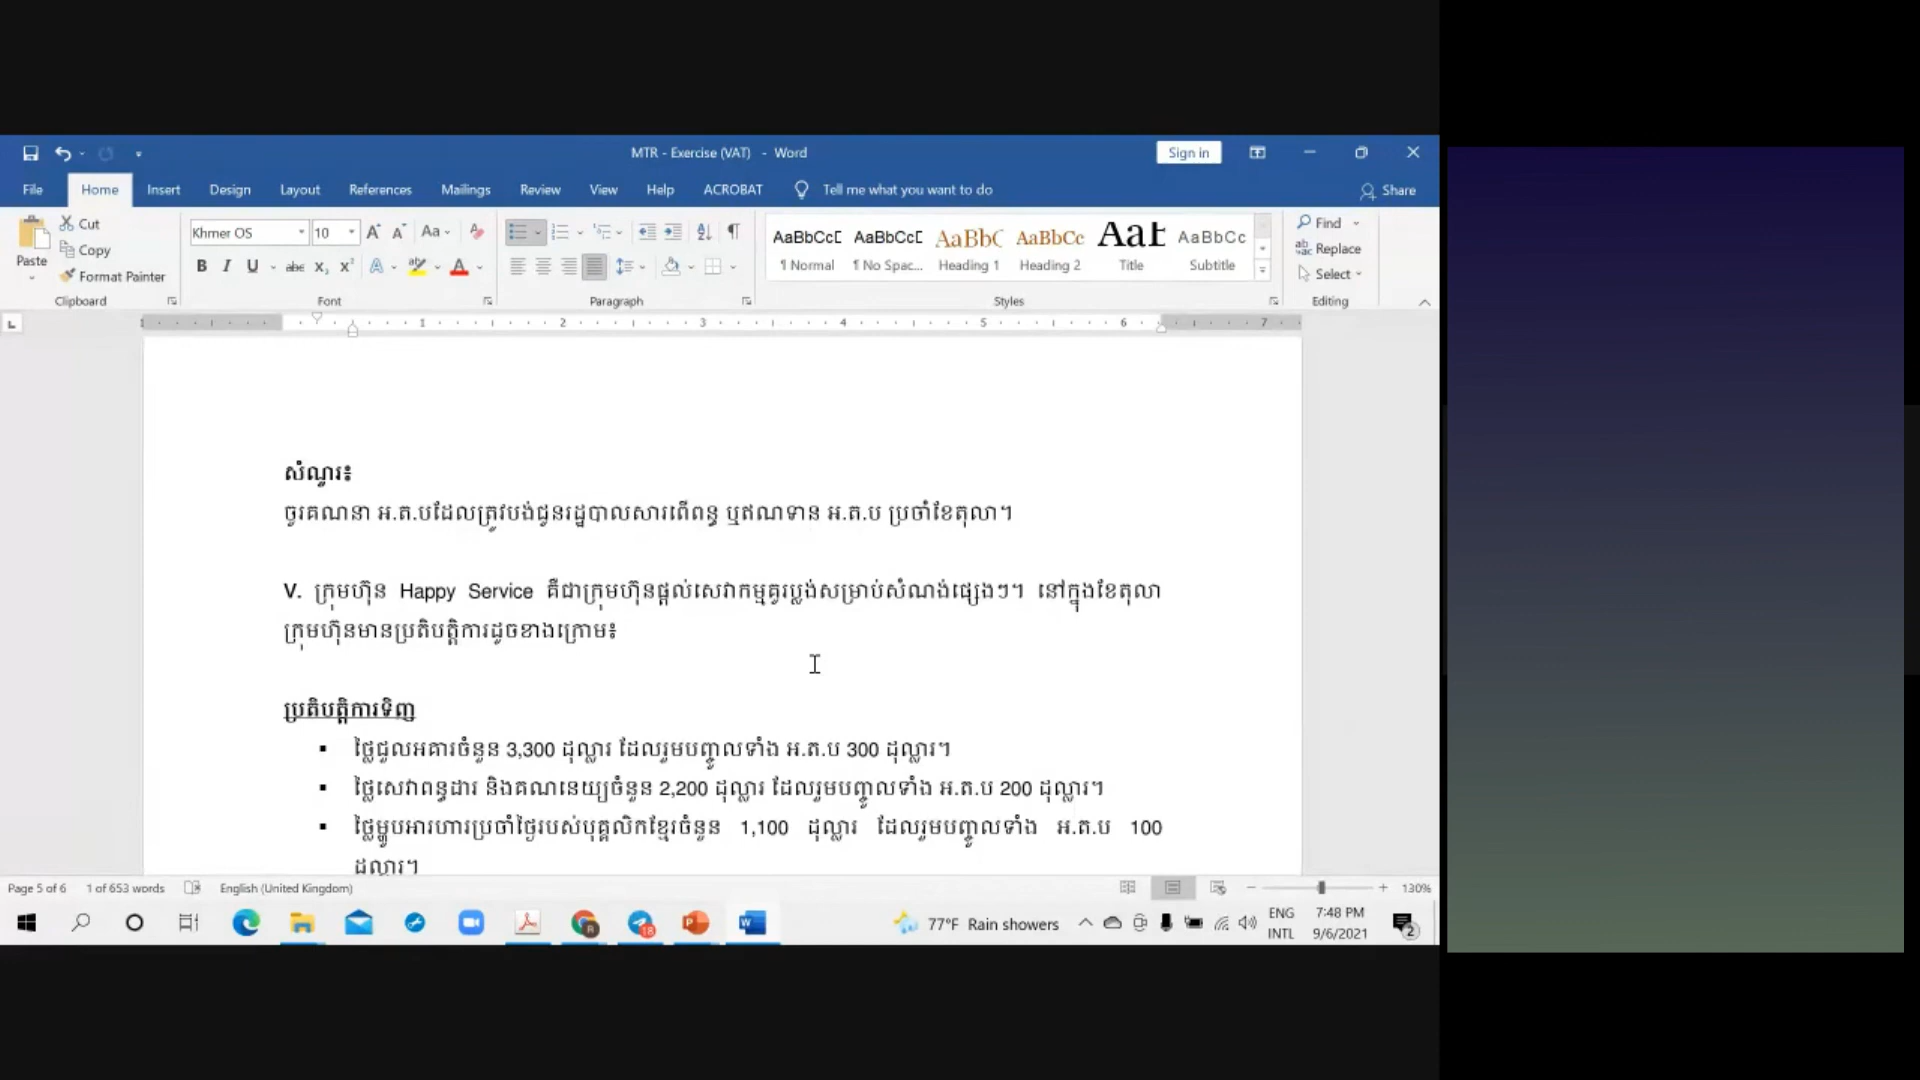 MTR - Exercise (VAT) - Word
Sign in
File Home Insert Design Layout References Mailings Review View Help ACROBAT Tell me what you want to do Share
Paste
Cut
Copy
Format Painter
Clipboard
Khmer OS 10
Font
Paragraph
AaBbCcD AaBbCcD AaBbC AaBbCc AaB AaBbCc
¶ Normal ¶ No Spac... Heading 1 Heading 2 Title Subtitle
Styles
Find
Replace
Select
Editing
1 1 2 3 4 5 6 7
សំណួរ៖
ចូរគណនា អ.ត.បដែលត្រូវបង់ជូនរដ្ឋបាលសារពើពន្ធ ឬឥណទាន អ.ត.ប ប្រចាំខែតុលា។
V. ក្រុមហ៊ុន Happy Service គឺជាក្រុមហ៊ុនផ្តល់សេវាកម្មគូរប្លង់សម្រាប់សំណង់ផ្សេងៗ។ នៅក្នុងខែតុលា
ក្រុមហ៊ុនមានប្រតិបត្តិការដូចខាងក្រោម៖
ប្រតិបត្តិការទិញ
▪ ថ្លៃជួលអគារចំនួន 3,300 ដុល្លារ ដែលរួមបញ្ចូលទាំង អ.ត.ប 300 ដុល្លារ។
▪ ថ្លៃសេវាពន្ធដារ និងគណនេយ្យចំនួន 2,200 ដុល្លារ ដែលរួមបញ្ចូលទាំង អ.ត.ប 200 ដុល្លារ។
▪ ថ្លៃម្ហូបអារហារប្រចាំថ្ងៃរបស់បុគ្គលិកខ្មែរចំនួន 1,100 ដុល្លារ ដែលរួមបញ្ចូលទាំង អ.ត.ប 100
ដុល្លារ។
Page 5 of 6 1 of 653 words English (United Kingdom) 130%
77°F Rain showers
ENG
INTL
7:48 PM
9/6/2021
18
2